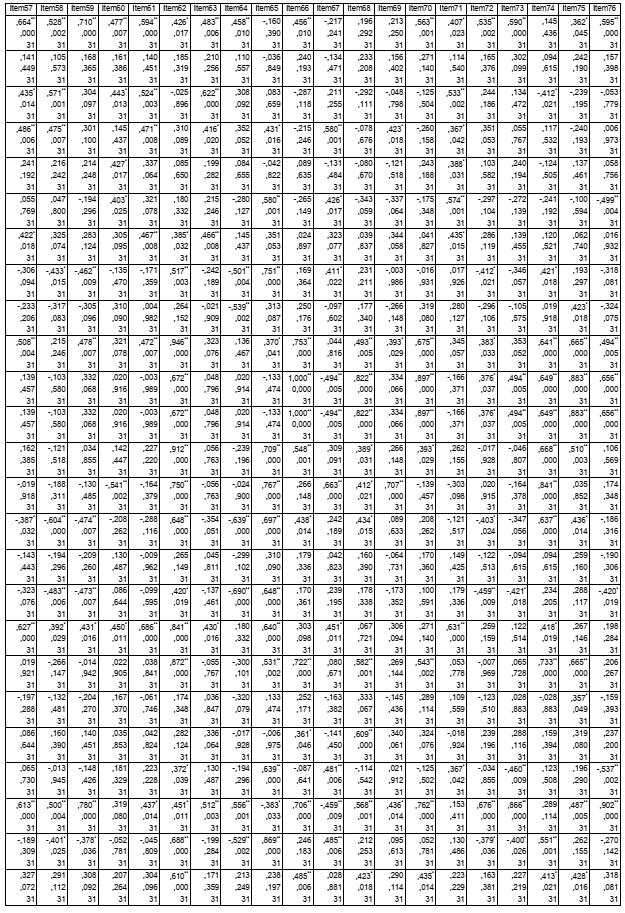 Item57 Item58 Item59 Item60 Item61 Item62 Item63 Item64 Item65 Item66 Item67 Item68 Item69 Item70 Item71 Item72 Item73 Item74 Item75 Item76
,664** ,528** ,710** ,477** ,594** ,426* ,483** ,458** -,160 ,456** -,217 ,196 ,213 ,563** ,407* ,535** ,590** ,145 ,362* ,595**
,000 ,002 ,000 ,007 ,000 ,017 ,006 ,010 ,390 ,010 ,241 ,292 ,250 ,001 ,023 ,002 ,000 ,436 ,045 ,000
31 31 31 31 31 31 31 31 31 31 31 31 31 31 31 31 31 31 31 31
,141 ,105 ,168 ,161 ,140 ,185 ,210 ,110 -,036 ,240 -,134 ,233 ,156 ,271 ,114 ,165 ,302 ,094 ,242 ,157
,449 ,573 ,365 ,386 ,451 ,319 ,256 ,557 ,849 ,193 ,471 ,208 ,402 ,140 ,540 ,376 ,099 ,615 ,190 ,398
31 31 31 31 31 31 31 31 31 31 31 31 31 31 31 31 31 31 31 31
,435* ,571** ,304 ,443* ,524** -,025 ,622** ,308 ,083 -,287 ,211 -,292 -,048 -,125 ,533** ,244 ,134 -,412* -,239 -,053
,014 ,001 ,097 ,013 ,003 ,896 ,000 ,092 ,659 ,118 ,255 ,111 ,798 ,504 ,002 ,186 ,472 ,021 ,195 ,779
31 31 31 31 31 31 31 31 31 31 31 31 31 31 31 31 31 31 31 31
,486** ,475** ,301 ,145 ,471** ,310 ,416* ,352 ,431* -,215 ,580** -,078 ,423* -,260 ,367* ,351 ,055 ,117 -,240 ,006
,006 ,007 ,100 ,437 ,008 ,089 ,020 ,052 ,016 ,246 ,001 ,676 ,018 ,158 ,042 ,053 ,767 ,532 ,193 ,973
31 31 31 31 31 31 31 31 31 31 31 31 31 31 31 31 31 31 31 31
,241 ,216 ,214 ,427* ,337 ,085 ,199 ,084 -,042 ,089 -,131 -,080 -,121 ,243 ,388* ,103 ,240 -,124 ,137 ,058
,192 ,242 ,248 ,017 ,064 ,650 ,282 ,655 ,822 ,635 ,484 ,670 ,518 ,188 ,031 ,582 ,194 ,505 ,461 ,756
31 31 31 31 31 31 31 31 31 31 31 31 31 31 31 31 31 31 31 31
,055 ,047 -,194 ,403* ,321 ,180 ,215 -,280 ,580** -,265 ,426* -,343 -,337 -,175 ,574** -,297 -,272 -,241 -,100 -,499**
,769 ,800 ,296 ,025 ,078 ,332 ,246 ,127 ,001 ,149 ,017 ,059 ,064 ,348 ,001 ,104 ,139 ,192 ,594 ,004
31 31 31 31 31 31 31 31 31 31 31 31 31 31 31 31 31 31 31 31
,422* ,325 ,283 ,305 ,467** ,385* ,466** ,145 ,351 ,024 ,323 ,039 ,344 ,041 ,435* ,286 ,139 ,120 ,062 ,016
,018 ,074 ,124 ,095 ,008 ,032 ,008 ,437 ,053 ,897 ,077 ,837 ,058 ,827 ,015 ,119 ,455 ,521 ,740 ,932
31 31 31 31 31 31 31 31 31 31 31 31 31 31 31 31 31 31 31 31
-,306 -,433* -,462** -,135 -,171 ,517** -,242 -,501** ,751** ,169 ,411* ,231 -,003 -,016 ,017 -,412* -,346 ,421* ,193 -,318
,094 ,015 ,009 ,470 ,359 ,003 ,189 ,004 ,000 ,364 ,022 ,211 ,986 ,931 ,926 ,021 ,057 ,018 ,297 ,081
31 31 31 31 31 31 31 31 31 31 31 31 31 31 31 31 31 31 31 31
-,233 -,317 -,305 ,310 ,004 ,264 -,021 -,539** ,313 ,250 -,097 ,177 -,266 ,319 ,280 -,296 -,105 ,019 ,423* -,324
,206 ,083 ,096 ,090 ,982 ,152 ,909 ,002 ,087 ,176 ,602 ,340 ,148 ,080 ,127 ,106 ,575 ,918 ,018 ,075
31 31 31 31 31 31 31 31 31 31 31 31 31 31 31 31 31 31 31 31
,508** ,215 ,478** ,321 ,472** ,946** ,323 ,136 ,370* ,753** ,044 ,493** ,393* ,675** ,345 ,383* ,353 ,641** ,665** ,494**
,004 ,246 ,007 ,078 ,007 ,000 ,076 ,467 ,041 ,000 ,816 ,005 ,029 ,000 ,057 ,033 ,052 ,000 ,000 ,005
31 31 31 31 31 31 31 31 31 31 31 31 31 31 31 31 31 31 31 31
,139 -,103 ,332 ,020 -,003 ,672** ,048 ,020 -,133 1,000** -,494** ,822** ,334 ,897** -,166 ,376* ,494** ,649** ,883** ,656**
,457 ,580 ,068 ,916 ,989 ,000 ,796 ,914 ,474 0,000 ,005 ,000 ,066 ,000 ,371 ,037 ,005 ,000 ,000 ,000
31 31 31 31 31 31 31 31 31 31 31 31 31 31 31 31 31 31 31 31
,139 -,103 ,332 ,020 -,003 ,672** ,048 ,020 -,133 1,000** -,494** ,822** ,334 ,897** -,166 ,376* ,494** ,649** ,883** ,656**
,457 ,580 ,068 ,916 ,989 ,000 ,796 ,914 ,474 0,000 ,005 ,000 ,066 ,000 ,371 ,037 ,005 ,000 ,000 ,000
31 31 31 31 31 31 31 31 31 31 31 31 31 31 31 31 31 31 31 31
,162 -,121 ,034 ,142 ,227 ,912** ,056 -,239 ,709** ,548** ,309 ,389* ,266 ,393* ,262 -,017 -,046 ,668** ,510** ,106
,385 ,518 ,855 ,447 ,220 ,000 ,763 ,196 ,000 ,001 ,091 ,031 ,148 ,029 ,155 ,928 ,807 ,000 ,003 ,569
31 31 31 31 31 31 31 31 31 31 31 31 31 31 31 31 31 31 31 31
-,019 -,188 -,130 -,541** -,164 ,750** -,056 -,024 ,767** ,266 ,663** ,412* ,707** -,139 -,303 ,020 -,164 ,841** ,035 ,174
,918 ,311 ,485 ,002 ,379 ,000 ,763 ,900 ,000 ,148 ,000 ,021 ,000 ,457 ,098 ,915 ,378 ,000 ,852 ,348
31 31 31 31 31 31 31 31 31 31 31 31 31 31 31 31 31 31 31 31
-,387* -,604** -,474** -,208 -,288 ,648** -,354 -,639** ,697** ,438* ,242 ,434* ,089 ,208 -,121 -,403* -,347 ,637** ,436* -,186
,032 ,000 ,007 ,262 ,116 ,000 ,051 ,000 ,000 ,014 ,189 ,015 ,633 ,262 ,517 ,024 ,056 ,000 ,014 ,316
31 31 31 31 31 31 31 31 31 31 31 31 31 31 31 31 31 31 31 31
-,143 -,194 -,209 ,130 -,009 ,265 ,045 -,299 ,310 ,179 ,042 ,160 -,064 ,170 ,149 -,122 -,094 ,094 ,259 -,190
,443 ,296 ,260 ,487 ,962 ,149 ,811 ,102 ,090 ,336 ,823 ,390 ,731 ,360 ,425 ,513 ,615 ,615 ,160 ,306
31 31 31 31 31 31 31 31 31 31 31 31 31 31 31 31 31 31 31 31
-,323 -,483** -,473** ,086 -,099 ,420* -,137 -,690** ,648** ,170 ,239 ,178 -,173 ,100 ,179 -,459** -,421* ,234 ,288 -,420*
,076 ,006 ,007 ,644 ,595 ,019 ,461 ,000 ,000 ,361 ,195 ,338 ,352 ,591 ,336 ,009 ,018 ,205 ,117 ,019
31 31 31 31 31 31 31 31 31 31 31 31 31 31 31 31 31 31 31 31
,627** ,392* ,431* ,450* ,686** ,841** ,430* ,180 ,640** ,303 ,451* ,067 ,306 ,271 ,631** ,259 ,122 ,418* ,267 ,198
,000 ,029 ,016 ,011 ,000 ,000 ,016 ,332 ,000 ,098 ,011 ,721 ,094 ,140 ,000 ,159 ,514 ,019 ,146 ,284
31 31 31 31 31 31 31 31 31 31 31 31 31 31 31 31 31 31 31 31
,019 -,266 -,014 ,022 ,038 ,872** -,055 -,300 ,531** ,722** ,080 ,582** ,269 ,543** ,053 -,007 ,065 ,733** ,665** ,206
,921 ,147 ,942 ,905 ,841 ,000 ,767 ,101 ,002 ,000 ,671 ,001 ,144 ,002 ,778 ,969 ,728 ,000 ,000 ,267
31 31 31 31 31 31 31 31 31 31 31 31 31 31 31 31 31 31 31 31
-,197 -,132 -,204 ,167 -,061 ,174 ,036 -,320 ,133 ,252 -,163 ,333 -,145 ,289 ,109 -,123 ,028 -,028 ,357* -,159
,288 ,481 ,270 ,370 ,746 ,348 ,847 ,079 ,474 ,171 ,382 ,067 ,436 ,114 ,559 ,510 ,883 ,883 ,049 ,393
31 31 31 31 31 31 31 31 31 31 31 31 31 31 31 31 31 31 31 31
,086 ,160 ,140 ,035 ,042 ,282 ,336 -,017 -,006 ,361* -,141 ,609** ,340 ,324 -,018 ,239 ,288 ,159 ,319 ,237
,644 ,390 ,451 ,853 ,824 ,124 ,064 ,928 ,975 ,046 ,450 ,000 ,061 ,076 ,924 ,196 ,116 ,394 ,080 ,200
31 31 31 31 31 31 31 31 31 31 31 31 31 31 31 31 31 31 31 31
,065 -,013 -,148 ,181 ,223 ,372* ,130 -,194 ,639** -,087 ,481** -,114 ,021 -,125 ,367* -,034 -,460** ,123 -,196 -,537**
,730 ,945 ,426 ,329 ,228 ,039 ,487 ,296 ,000 ,641 ,006 ,542 ,912 ,502 ,042 ,855 ,009 ,508 ,290 ,002
31 31 31 31 31 31 31 31 31 31 31 31 31 31 31 31 31 31 31 31
,613** ,500** ,780** ,319 ,437* ,451* ,512** ,556** -,383* ,706** -,459** ,568** ,436* ,762** ,153 ,676** ,866** ,289 ,487** ,902**
,000 ,004 ,000 ,080 ,014 ,011 ,003 ,001 ,033 ,000 ,009 ,001 ,014 ,000 ,411 ,000 ,000 ,114 ,005 ,000
31 31 31 31 31 31 31 31 31 31 31 31 31 31 31 31 31 31 31 31
-,189 -,401* -,378* -,052 -,045 ,688** -,199 -,529** ,869** ,246 ,485** ,212 ,095 ,052 ,130 -,379* -,400* ,551** ,262 -,270
,309 ,025 ,036 ,781 ,809 ,000 ,284 ,002 ,000 ,183 ,006 ,253 ,613 ,781 ,486 ,036 ,026 ,001 ,155 ,142
31 31 31 31 31 31 31 31 31 31 31 31 31 31 31 31 31 31 31 31
,327 ,291 ,308 ,207 ,304 ,610** ,171 ,213 ,238 ,485** ,028 ,423* ,290 ,435* ,223 ,163 ,227 ,413* ,428* ,318
,072 ,112 ,092 ,264 ,096 ,000 ,359 ,249 ,197 ,006 ,881 ,018 ,114 ,014 ,229 ,381 ,219 ,021 ,016 ,081
31 31 31 31 31 31 31 31 31 31 31 31 31 31 31 31 31 31 31 31